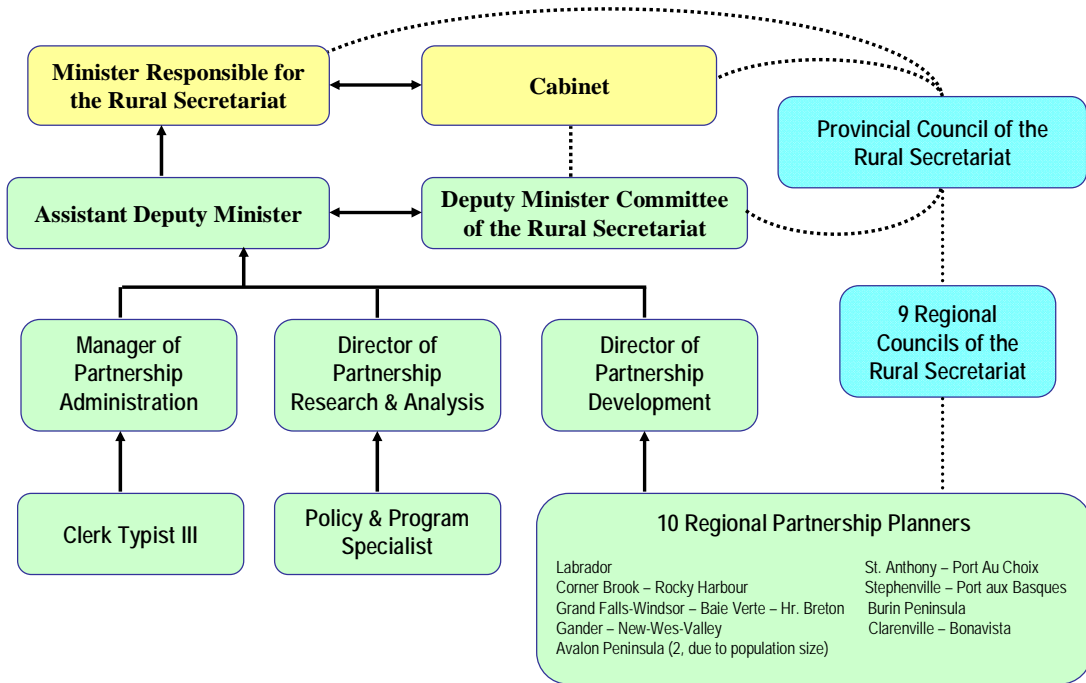 Minister Responsible for
the Rural Secretariat
Cabinet
Provincial Council of the
Rural Secretariat
Assistant Deputy Minister
Deputy Minister Committee
of the Rural Secretariat
9 Regional
Councils of the
Rural Secretariat
Manager of
Partnership
Administration
Director of
Partnership
Research & Analysis
Director of
Partnership
Development
Clerk Typist III
Policy & Program
Specialist
10 Regional Partnership Planners
Labrador
Corner Brook – Rocky Harbour
Grand Falls-Windsor – Baie Verte – Hr. Breton
Gander – New-Wes-Valley
Avalon Peninsula (2, due to population size)
St. Anthony – Port Au Choix
Stephenville – Port aux Basques
Burin Peninsula
Clarenville – Bonavista